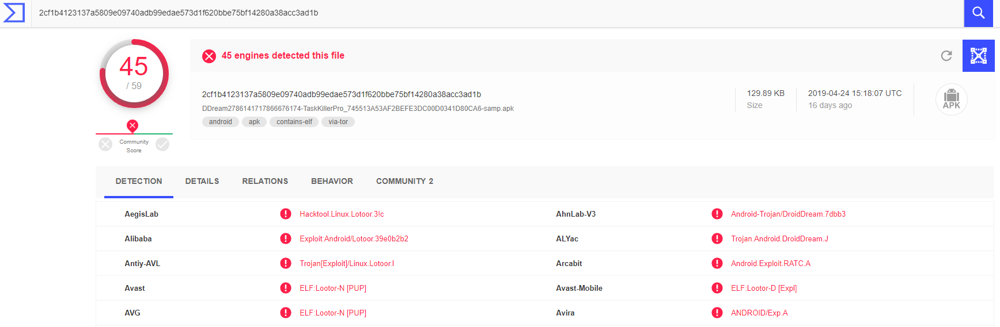 2cf1b4123137a5809e09740adb99edae573d1f620bbe75bf14280a38acc3ad1b
45
/ 59
Community
Score
45 engines detected this file
2cf1b4123137a5809e09740adb99edae573d1f620bbe75bf14280a38acc3ad1b
DDream2786141717866676174-TaskKillerPro_745513A53AF2BEFE3DC00D0341D80CA6-samp.apk
android apk contains-elf via-tor
129.89 KB
Size
2019-04-24 15:18:07 UTC
16 days ago
APK
DETECTION DETAILS RELATIONS BEHAVIOR COMMUNITY 2
AegisLab Hacktool.Linux.Lotoor.3!c AhnLab-V3 Android-Trojan/DroidDream.7dbb3
Alibaba Exploit:Android/Lotoor.39e0b2b2 ALYac Trojan.Android.DroidDream.J
Antiy-AVL Trojan[Exploit]/Linux.Lotoor.l Arcabit Android.Exploit.RATC.A
Avast ELF:Lootor-N [PUP] Avast-Mobile ELF:Lootor-D [Expl]
AVG ELF:Lootor-N [PUP] Avira ANDROID/Exp.A